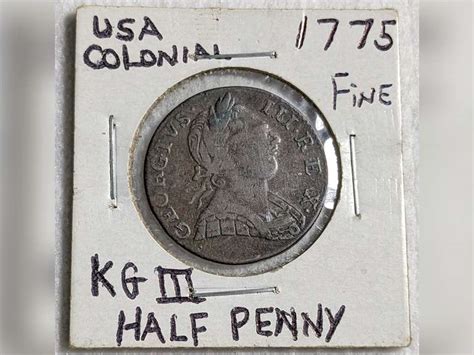 USA 1775
COLONIAL
FINE
GEORGIVS III·REX·
KG III
HALF PENNY